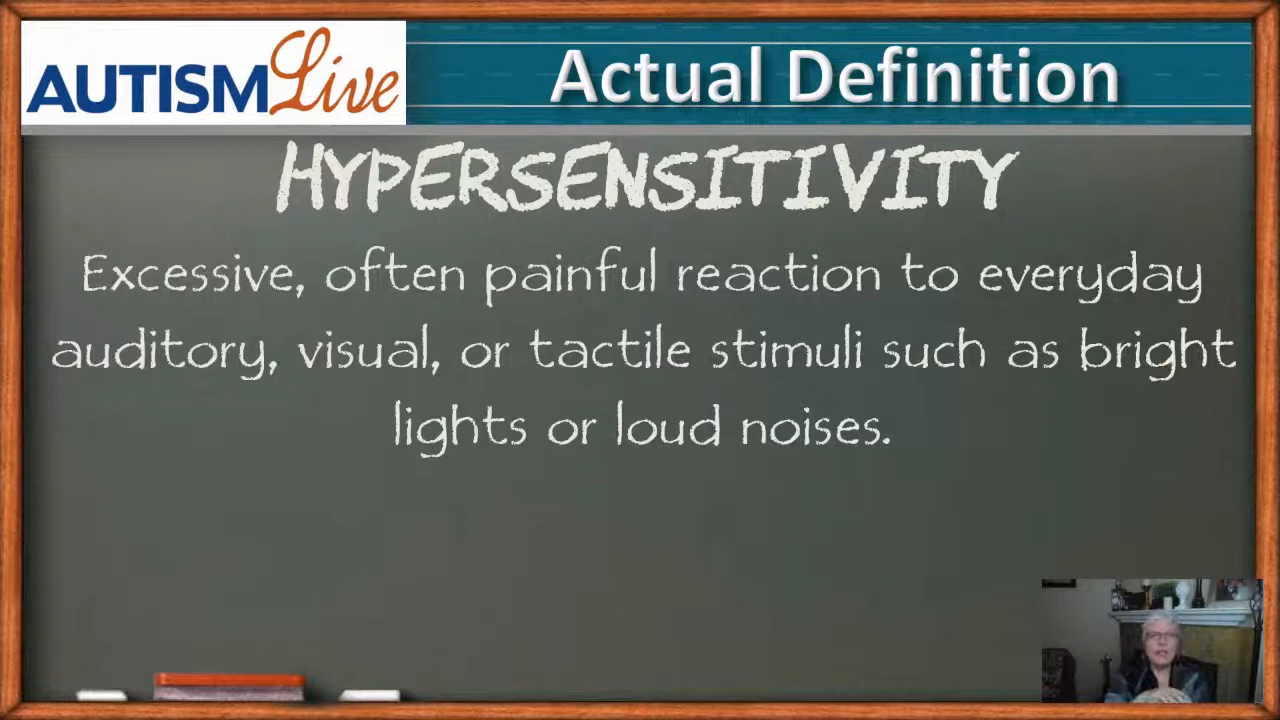 AUTISM Live
Actual Definition
HYPERSENSITIVITY
Excessive, often painful reaction to everyday
auditory, visual, or tactile stimuli such as bright
lights or loud noises.